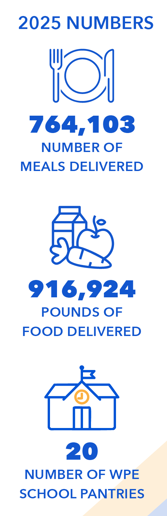 2025 NUMBERS
764,103
NUMBER OF
MEALS DELIVERED
916,924
POUNDS OF
FOOD DELIVERED
20
NUMBER OF WPE
SCHOOL PANTRIES